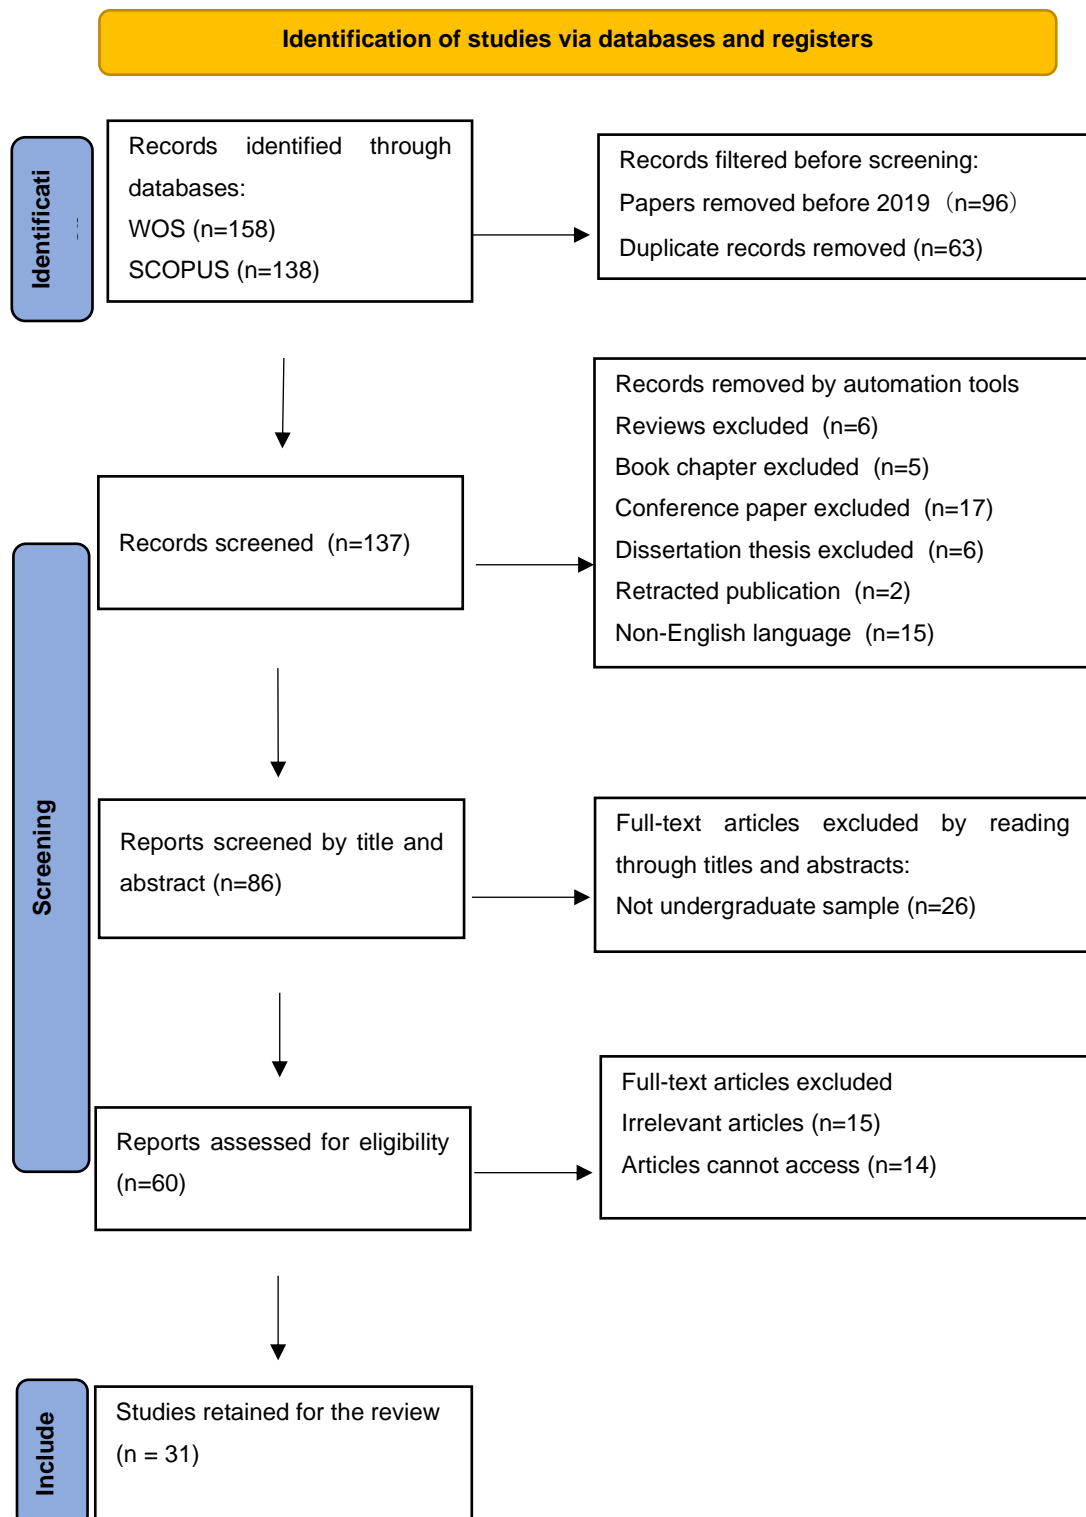 Identification of studies via databases and registers
Identificati
Records identified through
databases:
WOS (n=158)
SCOPUS (n=138)
Records filtered before screening:
Papers removed before 2019（n=96）
Duplicate records removed (n=63)
Screening
Records screened (n=137)
Records removed by automation tools
Reviews excluded (n=6)
Book chapter excluded (n=5)
Conference paper excluded (n=17)
Dissertation thesis excluded (n=6)
Retracted publication (n=2)
Non-English language (n=15)
Reports screened by title and
abstract (n=86)
Full-text articles excluded by reading
through titles and abstracts:
Not undergraduate sample (n=26)
Reports assessed for eligibility
(n=60)
Full-text articles excluded
Irrelevant articles (n=15)
Articles cannot access (n=14)
Include
Studies retained for the review
(n = 31)